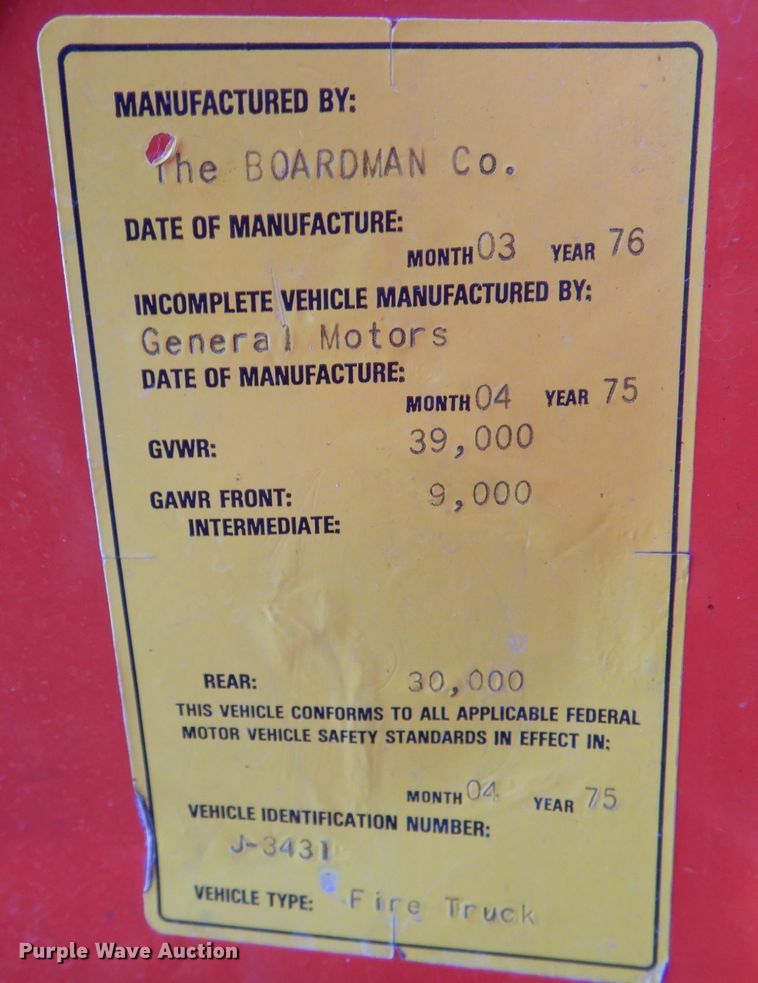 MANUFACTURED BY:
The BOARDMAN Co.
DATE OF MANUFACTURE:
MONTH 03 YEAR 76
INCOMPLETE VEHICLE MANUFACTURED BY:
General Motors
DATE OF MANUFACTURE:
MONTH 04 YEAR 75
GVWR: 39,000
GAWR FRONT: 9,000
INTERMEDIATE:
REAR: 30,000
THIS VEHICLE CONFORMS TO ALL APPLICABLE FEDERAL
MOTOR VEHICLE SAFETY STANDARDS IN EFFECT IN:
MONTH 04 YEAR 75
VEHICLE IDENTIFICATION NUMBER:
J-3431
VEHICLE TYPE: Fire Truck
Purple Wave Auction